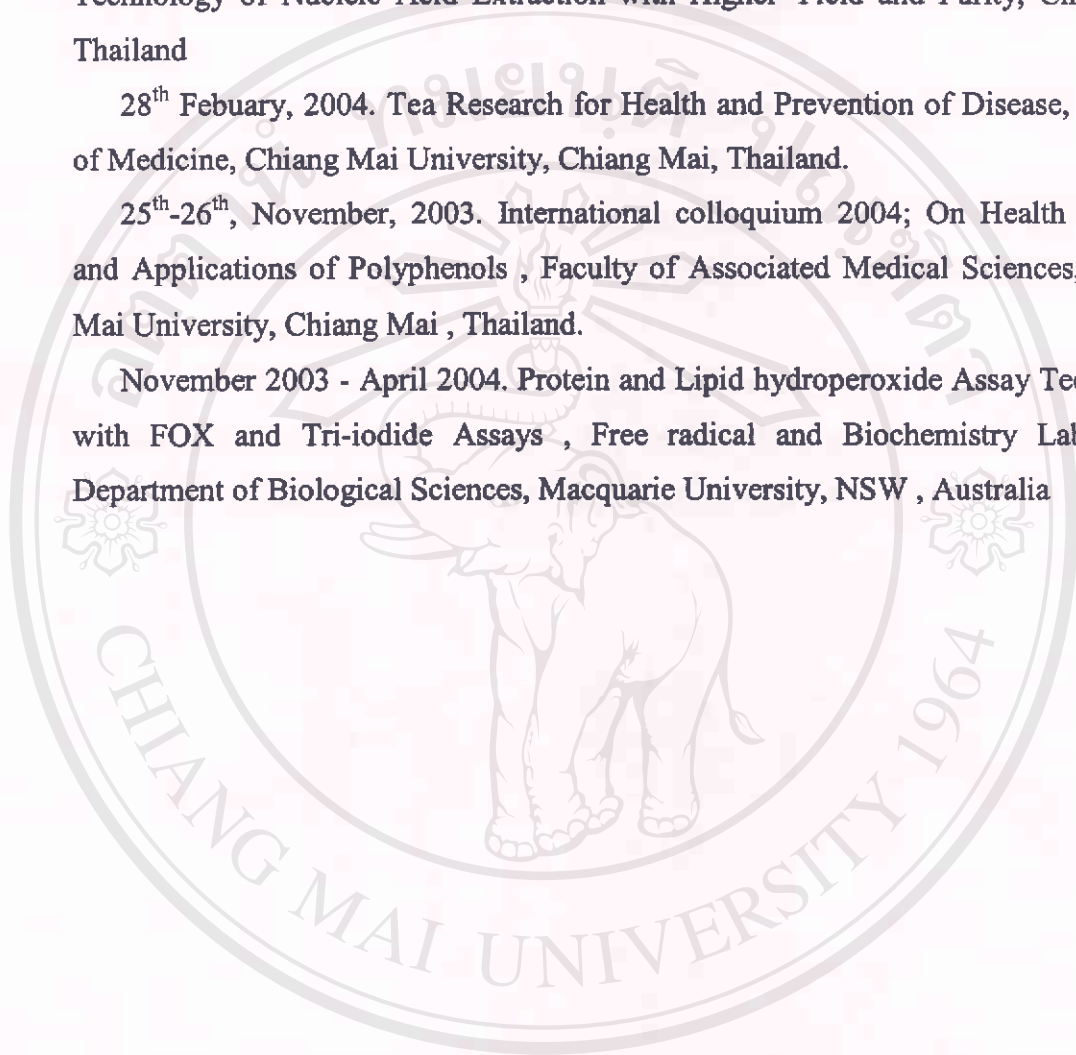 Technology of Nucleic Acid Extraction with Higher Yield and Purity,
Thailand
28th Febuary, 2004. Tea Research for Health and Prevention of Disease,
of Medicine, Chiang Mai University, Chiang Mai, Thailand.
25th-26th, November, 2003. International colloquium 2004; On Health
and Applications of Polyphenols , Faculty of Associated Medical Sciences,
Mai University, Chiang Mai , Thailand.
November 2003 - April 2004. Protein and Lipid hydroperoxide Assay
with FOX and Tri-iodide Assays , Free radical and Biochemistry
Department of Biological Sciences, Macquarie University, NSW , Australia
CHIANG MAI UNIVERSITY 1964